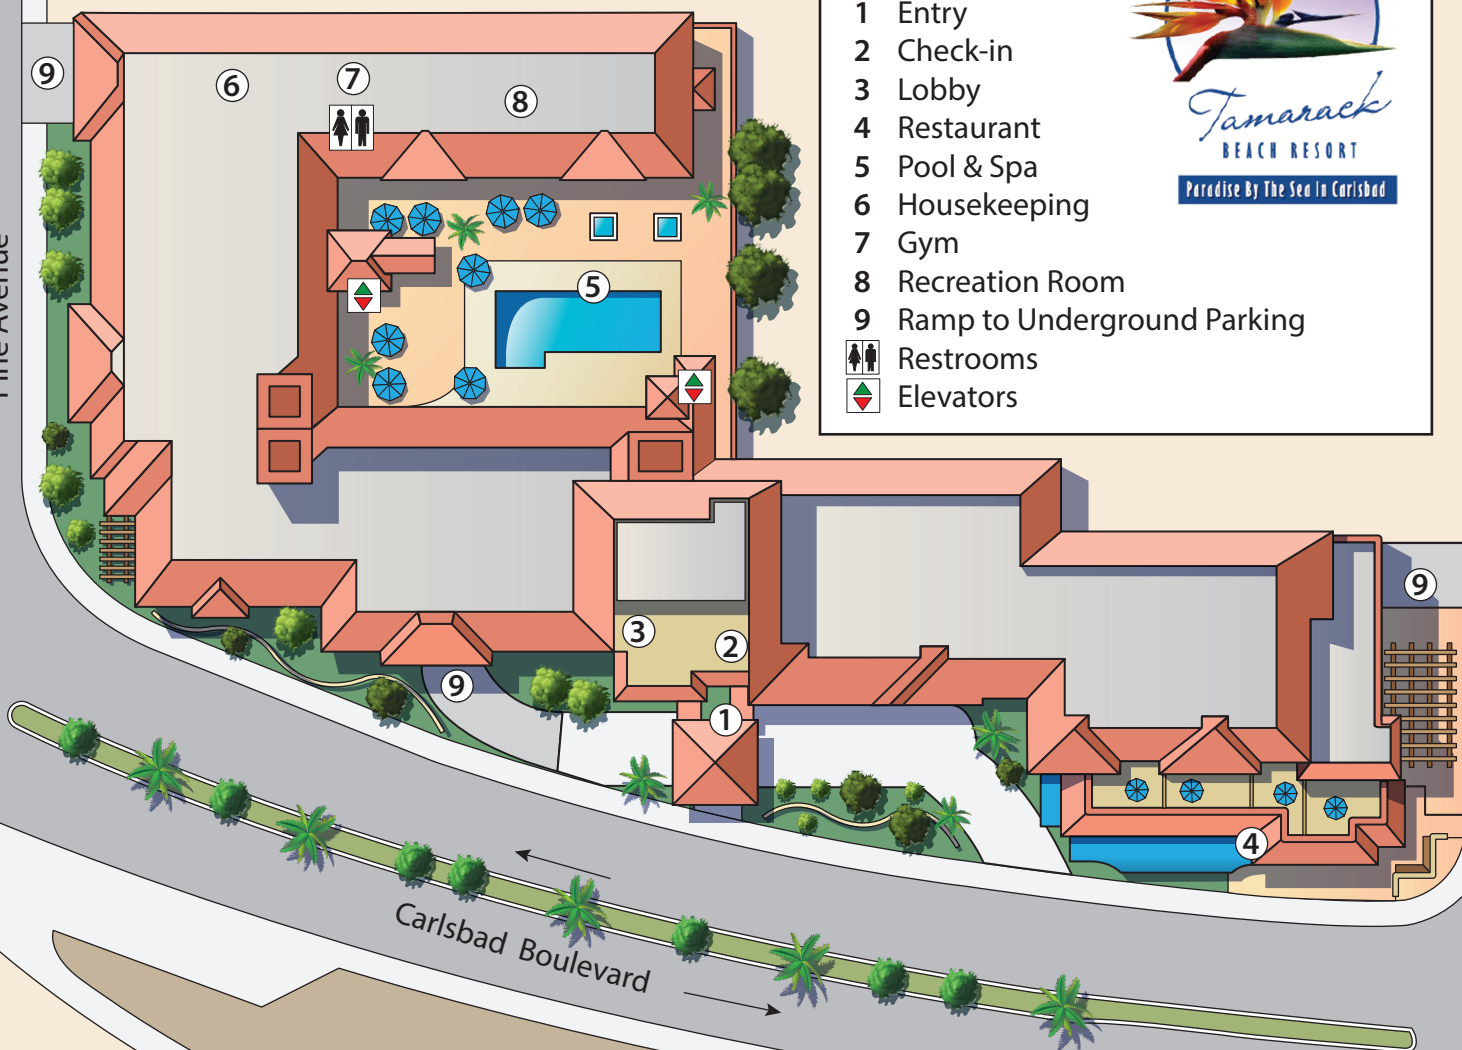 1 Entry
2 Check-in
3 Lobby
4 Restaurant
5 Pool & Spa
6 Housekeeping
7 Gym
8 Recreation Room
9 Ramp to Underground Parking
Restrooms
Elevators
Tamarack
BEACH RESORT
Paradise By The Sea In Carlsbad
9
6
7
8
5
Avenue
3
2
9
1
9
4
Carlsbad Boulevard